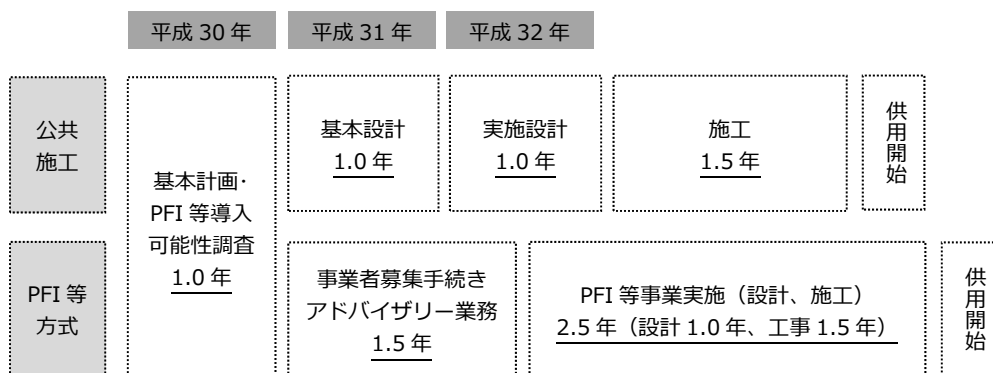 平成 30 年
平成 31 年
平成 32 年
公共
施工
基本計画・
PFI 等導入
可能性調査
1.0 年
基本設計
1.0 年
実施設計
1.0 年
施工
1.5 年
供用開始
PFI 等
方式
事業者募集手続き
アドバイザリー業務
1.5 年
PFI 等事業実施（設計、施工）
2.5 年（設計 1.0 年、工事 1.5 年）
供用開始